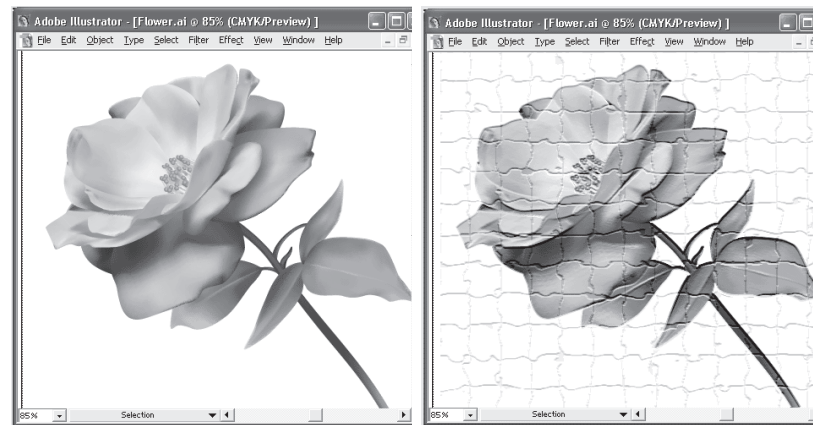 Adobe Illustrator - [Flower.ai @ 85% (CMYK/Preview) ]
File Edit Object Type Select Filter Effect View Window Help
85% Selection
Adobe Illustrator - [Flower.ai @ 85% (CMYK/Preview) ]
File Edit Object Type Select Filter Effect View Window Help
85% Selection